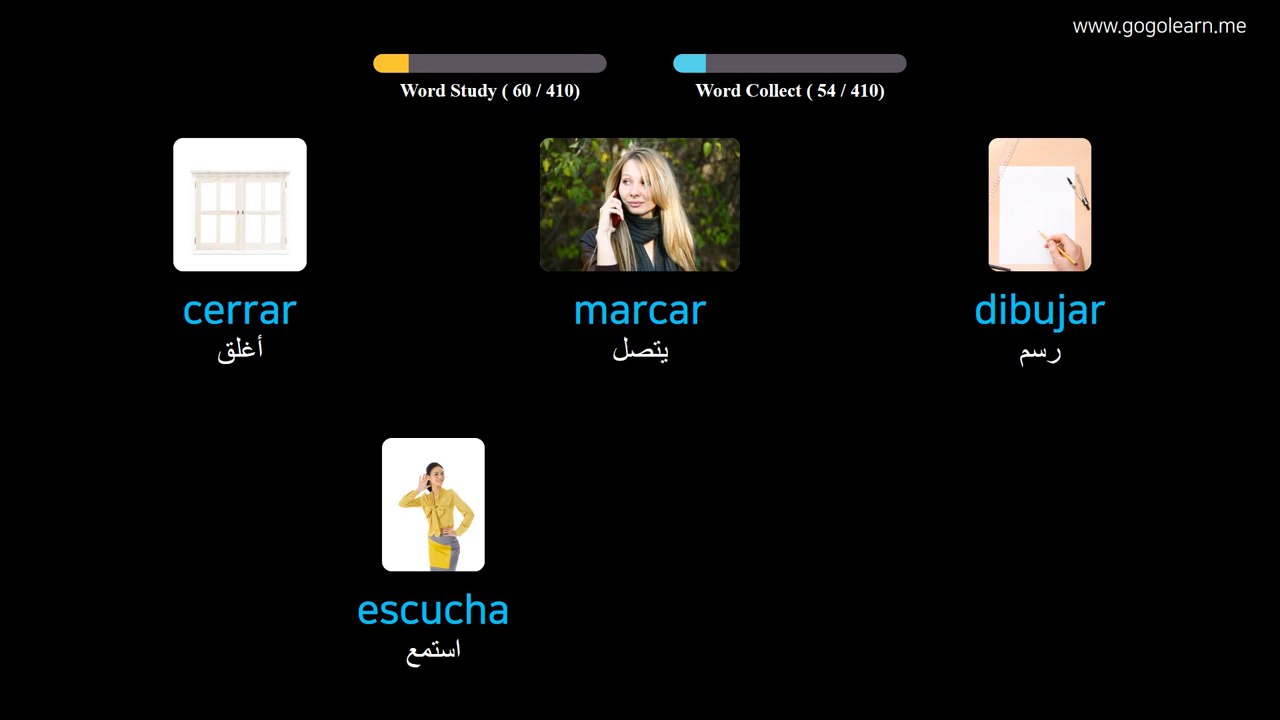 www.gogolearn.me
Word Study ( 60 / 410)
Word Collect ( 54 / 410)
cerrar
أغلق
marcar
يتصل
dibujar
رسم
escucha
استمع